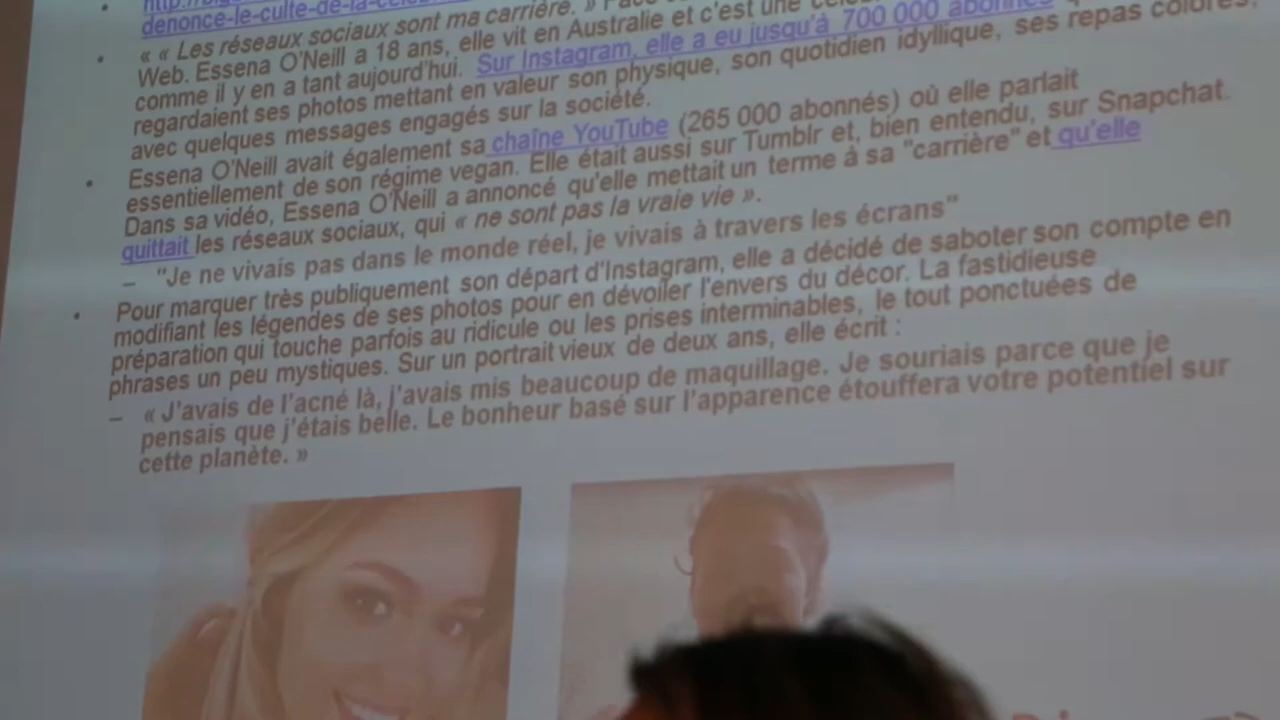 denonce-le-culte-de-la-
« « Les réseaux sociaux sont ma carrière. »
Web. Essena O'Neill a 18 ans, elle vit en Australie et c'est une
comme il y en a tant aujourd'hui. Sur Instagram, elle a eu jusqu'à 700 000 abonnés
regardaient ses photos mettant en valeur son physique, son quotidien idyllique, ses repas colorés,
avec quelques messages engagés sur la société.
Essena O'Neill avait également sa chaîne YouTube (265 000 abonnés) où elle parlait
essentiellement de son régime vegan. Elle était aussi sur Tumblr et, bien entendu, sur Snapchat.
Dans sa vidéo, Essena O'Neill a annoncé qu'elle mettait un terme à sa "carrière" et qu'elle
quittait les réseaux sociaux, qui « ne sont pas la vraie vie ».
– "Je ne vivais pas dans le monde réel, je vivais à travers les écrans"
Pour marquer très publiquement son départ d'Instagram, elle a décidé de saboter son compte en
modifiant les légendes de ses photos pour en dévoiler l'envers du décor. La fastidieuse
préparation qui touche parfois au ridicule ou les prises interminables, le tout ponctuées de
phrases un peu mystiques. Sur un portrait vieux de deux ans, elle écrit :
– « J'avais de l'acné là, j'avais mis beaucoup de maquillage. Je souriais parce que je
pensais que j'étais belle. Le bonheur basé sur l'apparence étouffera votre potentiel sur
cette planète. »